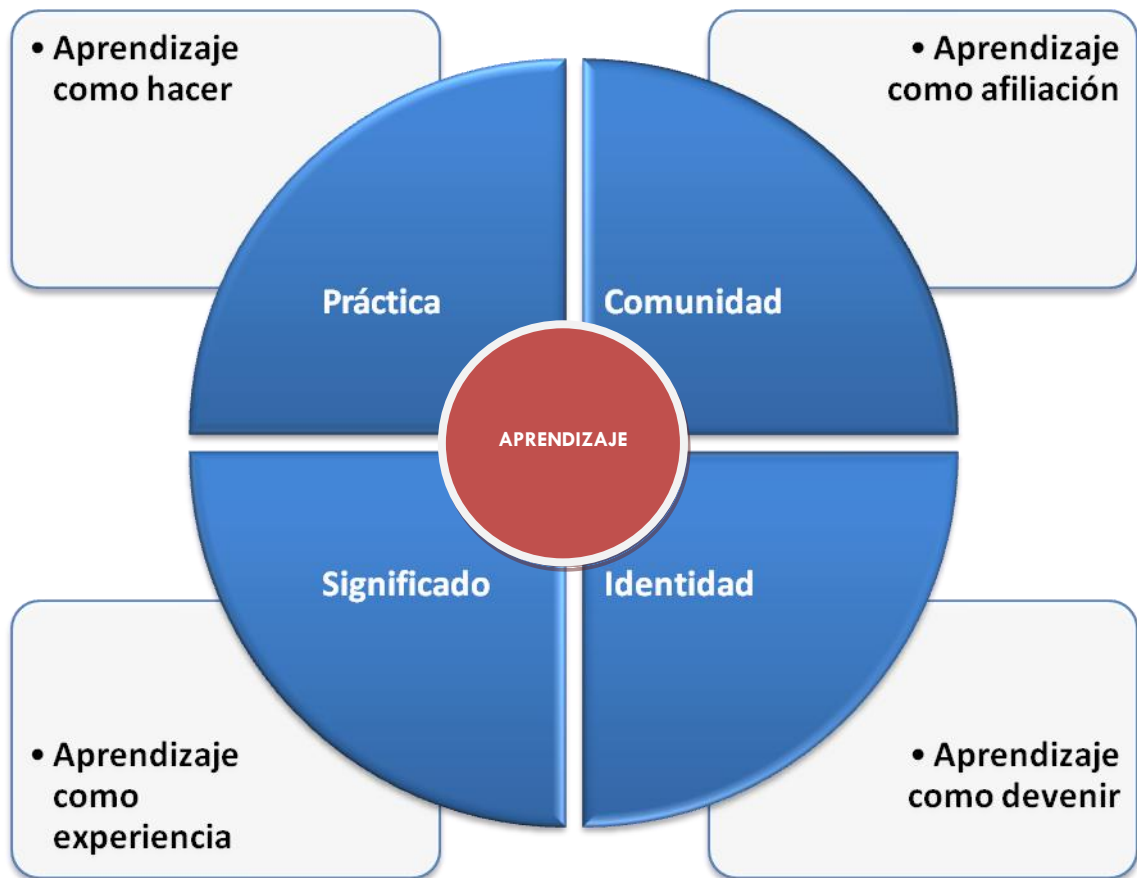 • Aprendizaje
como hacer
• Aprendizaje
como afiliación
Práctica
Comunidad
APRENDIZAJE
Significado
Identidad
• Aprendizaje
como
experiencia
• Aprendizaje
como devenir